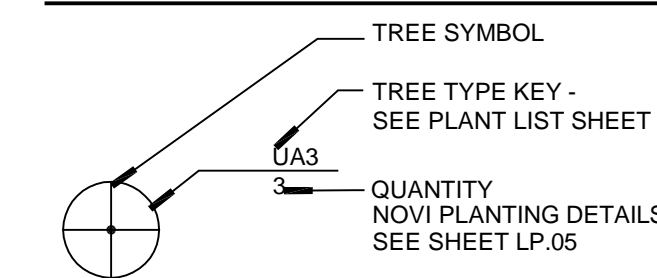 TREE SYMBOL
TREE TYPE KEY -
SEE PLANT LIST SHEET
UA3
3
QUANTITY
NOVI PLANTING DETAILS
SEE SHEET LP.05